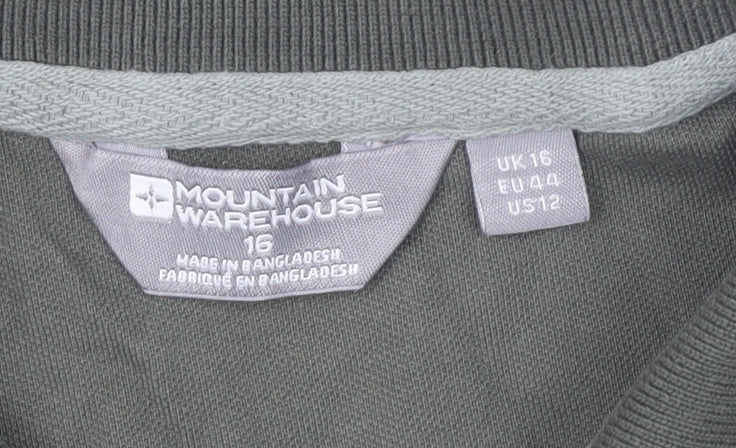 MOUNTAIN
WAREHOUSE
16
MADE IN BANGLADESH
FABRIQUÉ EN BANGLADESH
UK 16
EU 44
US 12